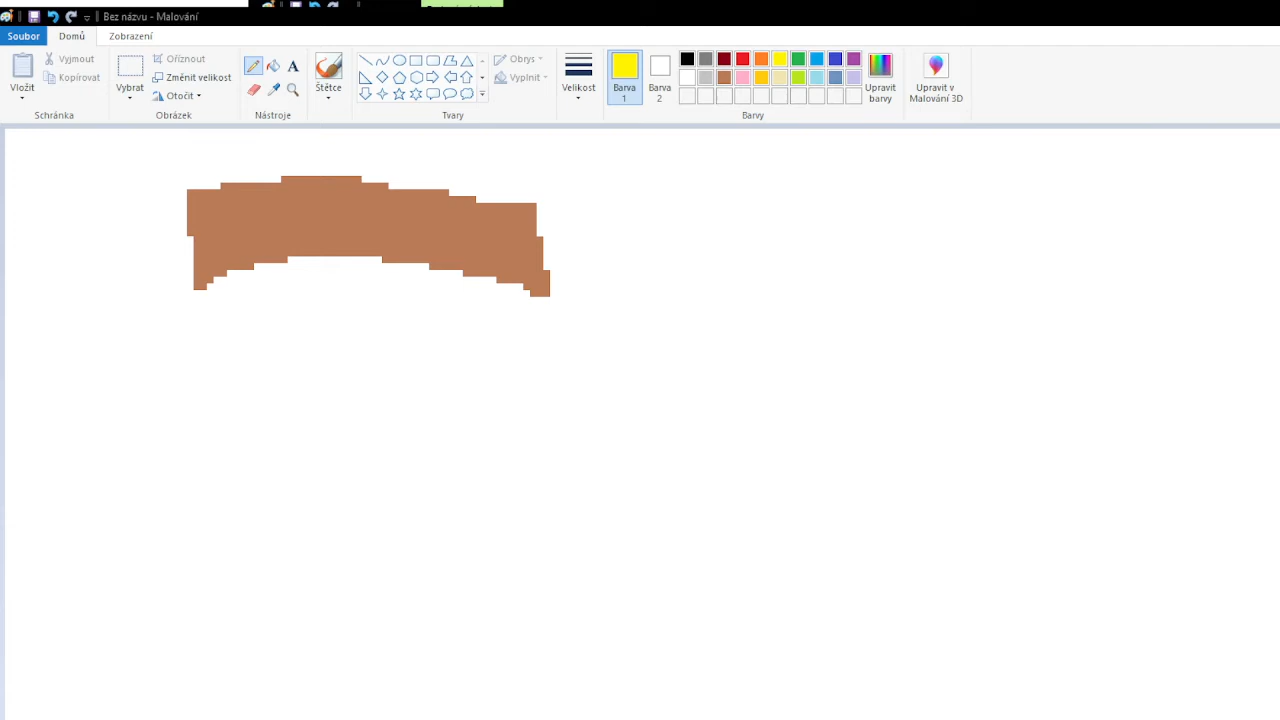 Bez názvu - Malování
Soubor Domů Zobrazení
Vložit
Vyjmout
Kopírovat
Schránka
Vybrat
Oříznout
Změnit velikost
Otočit
Obrázek
A
Nástroje
Štětce
Obrys
Vyplnit
Tvary
Velikost
Barva
1
Barva
2
Upravit
barvy
Barvy
Upravit v
Malování 3D